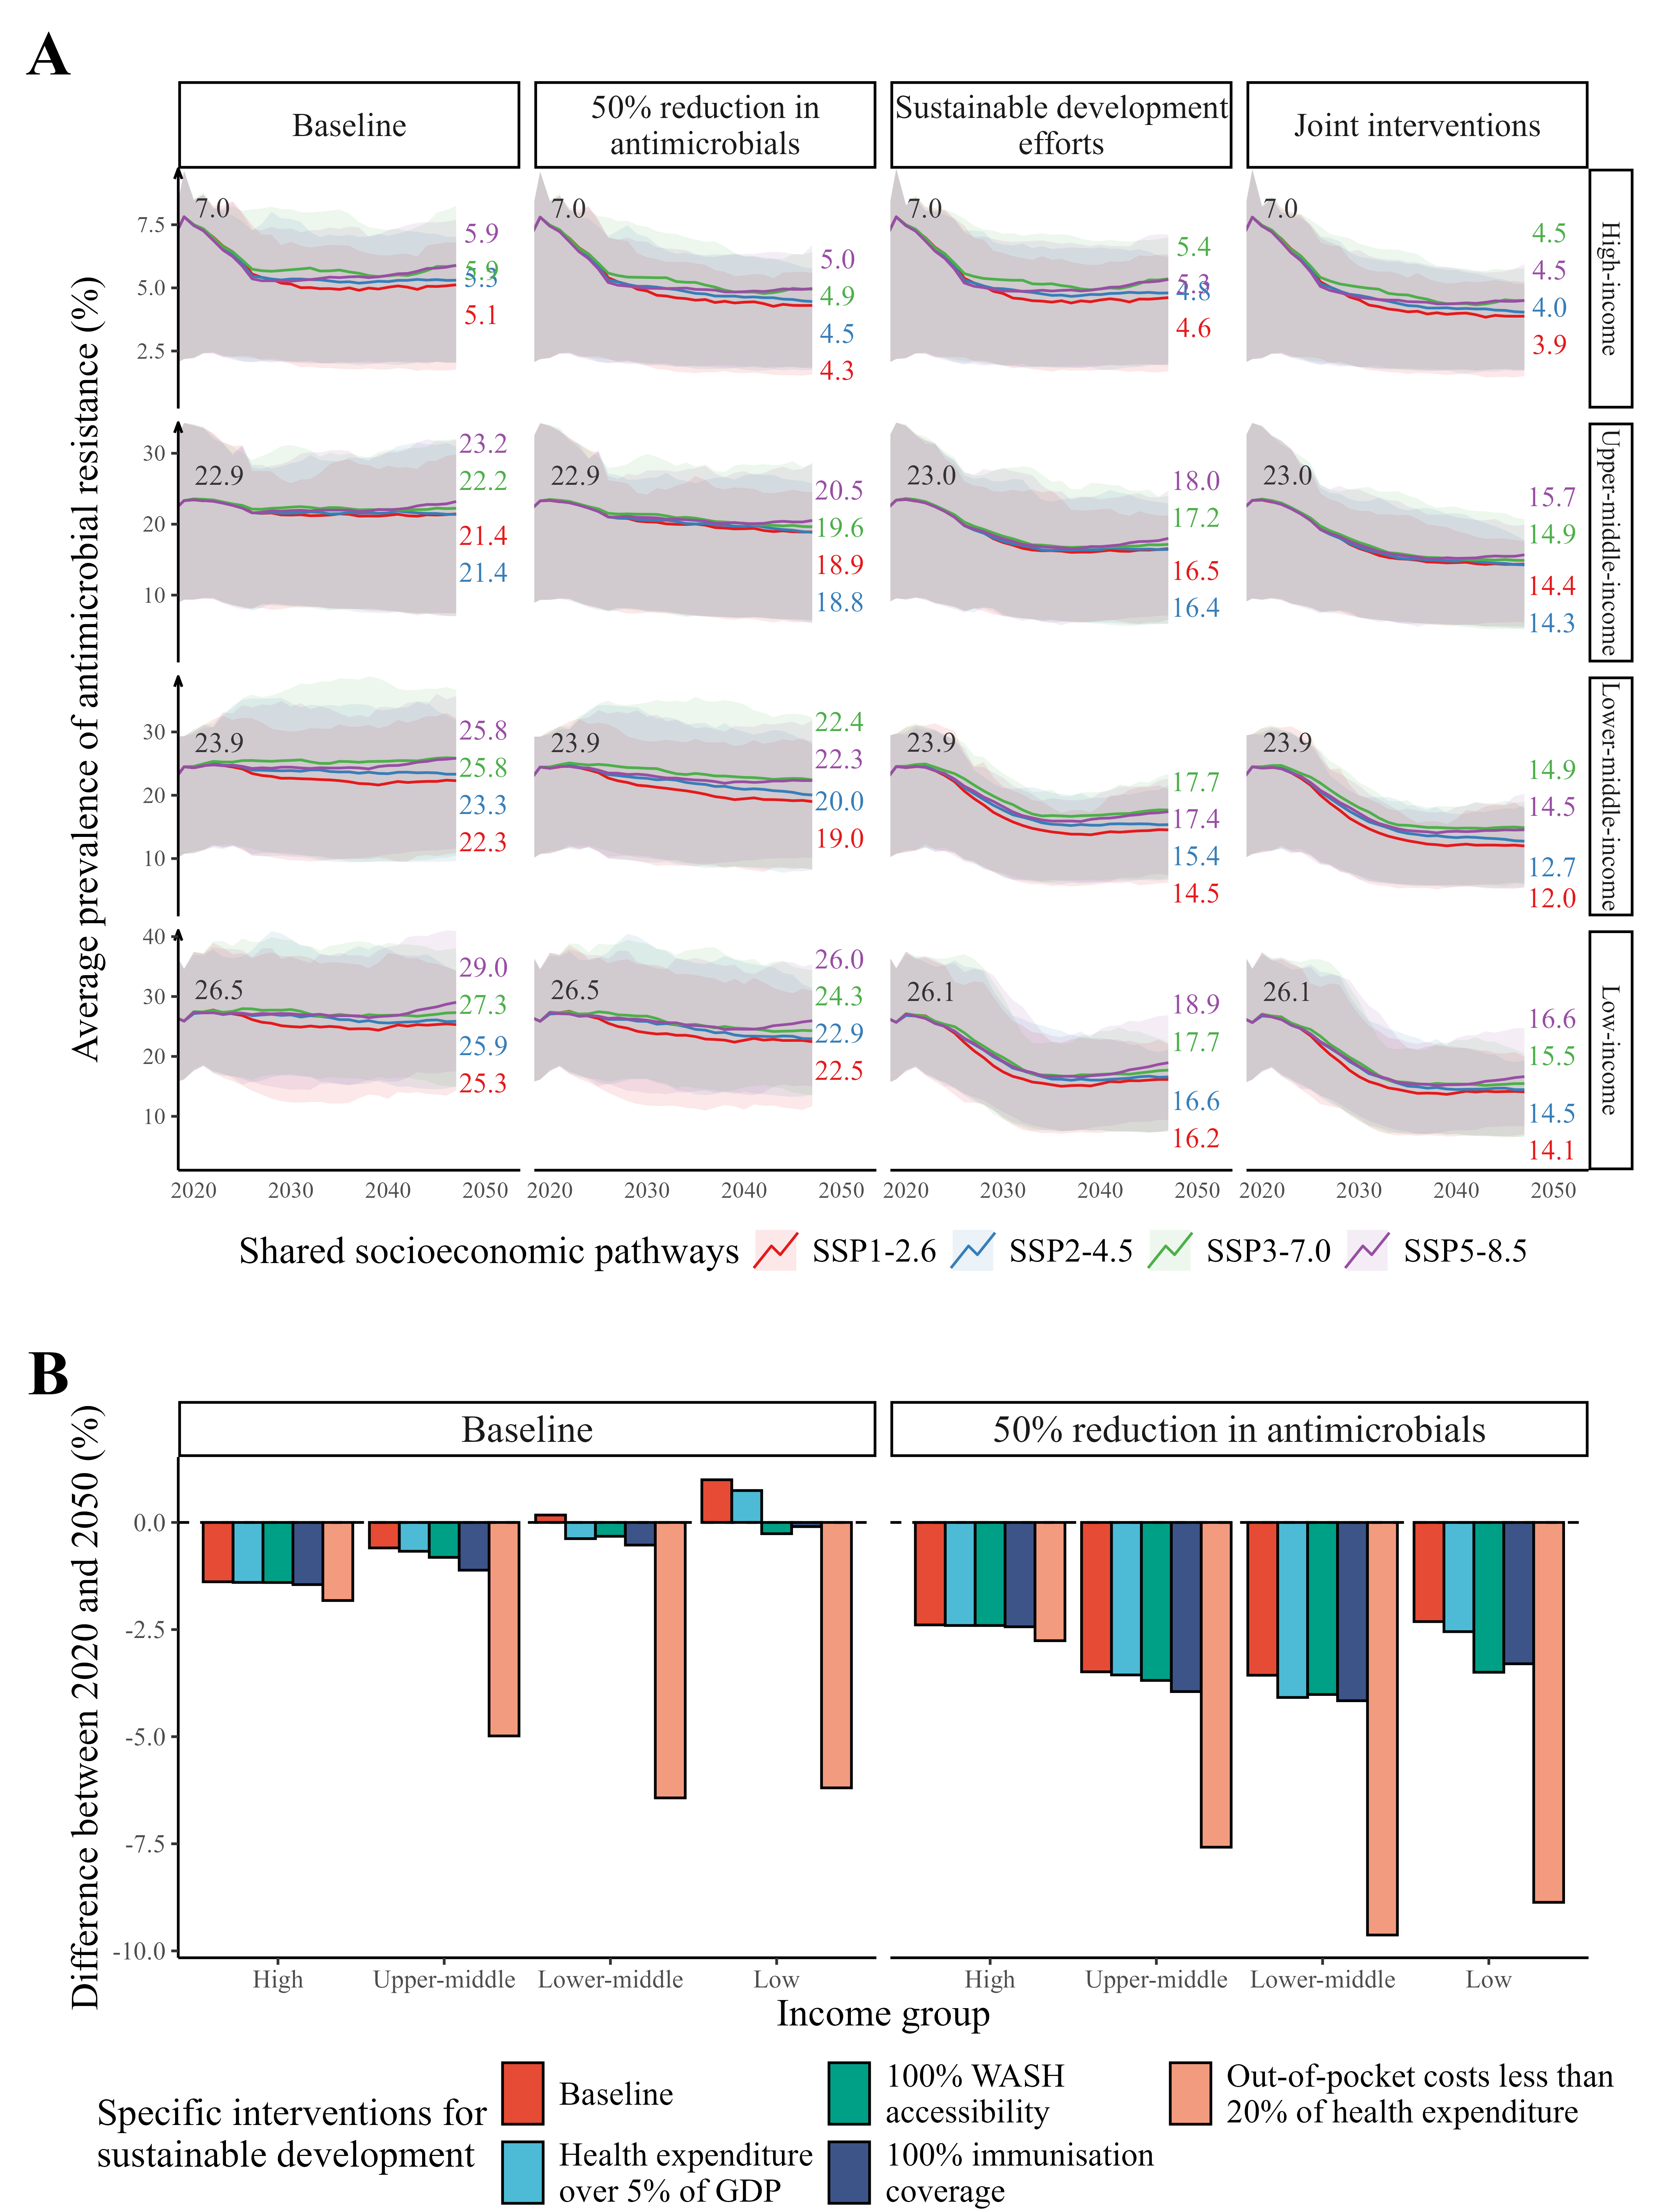 A
Baseline
50% reduction in
antimicrobials
Sustainable development
efforts
Joint interventions
Average prevalence of antimicrobial resistance (%)
7.5
5.0
2.5
7.0
5.9
5.9
5.3
5.1
7.0
5.0
4.9
4.5
4.3
7.0
5.4
5.3
4.8
4.6
7.0
4.5
4.5
4.0
3.9
High-income
30
20
10
22.9
23.2
22.2
21.4
21.4
22.9
20.5
19.6
18.9
18.8
23.0
18.0
17.2
16.5
16.4
23.0
15.7
14.9
14.4
14.3
Upper-middle-income
30
20
10
23.9
25.8
25.8
23.3
22.3
23.9
22.4
22.3
20.0
19.0
23.9
17.7
17.4
15.4
14.5
23.9
14.9
14.5
12.7
12.0
Lower-middle-income
40
30
20
10
26.5
29.0
27.3
25.9
25.3
26.5
26.0
24.3
22.9
22.5
26.1
18.9
17.7
16.6
16.2
26.1
16.6
15.5
14.5
14.1
Low-income
2020 2030 2040 2050
2020 2030 2040 2050
2020 2030 2040 2050
2020 2030 2040 2050
Shared socioeconomic pathways SSP1-2.6 SSP2-4.5 SSP3-7.0 SSP5-8.5
B
Baseline
50% reduction in antimicrobials
Difference between 2020 and 2050 (%)
0.0
-2.5
-5.0
-7.5
-10.0
High Upper-middle Lower-middle Low
High Upper-middle Lower-middle Low
Income group
Specific interventions for
sustainable development
Baseline
Health expenditure
over 5% of GDP
100% WASH
accessibility
100% immunisation
coverage
Out-of-pocket costs less than
20% of health expenditure